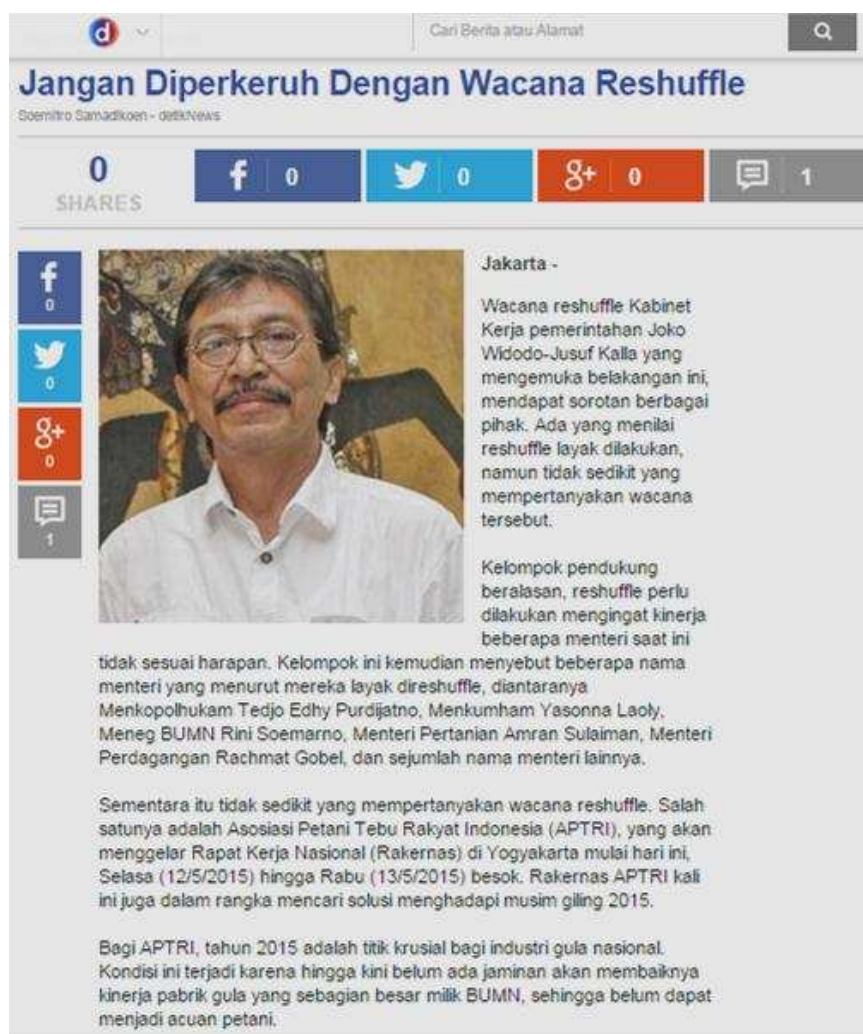 d
Cari Berita atau Alamat
Jangan Diperkeruh Dengan Wacana Reshuffle
Soemitro Samadikoen - detikNews
0
SHARES
f 0
0
g+ 0
1
f
0
0
g+
0
1
Jakarta -
Wacana reshuffle Kabinet
Kerja pemerintahan Joko
Widodo-Jusuf Kalla yang
mengemuka belakangan ini,
mendapat sorotan berbagai
pihak. Ada yang menilai
reshuffle layak dilakukan,
namun tidak sedikit yang
mempertanyakan wacana
tersebut.
Kelompok pendukung
beralasan, reshuffle perlu
dilakukan mengingat kinerja
beberapa menteri saat ini
tidak sesuai harapan. Kelompok ini kemudian menyebut beberapa nama
menteri yang menurut mereka layak direshuffle, diantaranya
Menkopolhukam Tedjo Edhy Purdijatno, Menkumham Yasonna Laoly,
Meneg BUMN Rini Soemarno, Menteri Pertanian Amran Sulaiman, Menteri
Perdagangan Rachmat Gobel, dan sejumlah nama menteri lainnya.
Sementara itu tidak sedikit yang mempertanyakan wacana reshuffle. Salah
satunya adalah Asosiasi Petani Tebu Rakyat Indonesia (APTRI), yang akan
menggelar Rapat Kerja Nasional (Rakernas) di Yogyakarta mulai hari ini,
Selasa (12/5/2015) hingga Rabu (13/5/2015) besok. Rakernas APTRI kali
ini juga dalam rangka mencari solusi menghadapi musim giling 2015.
Bagi APTRI, tahun 2015 adalah titik krusial bagi industri gula nasional.
Kondisi ini terjadi karena hingga kini belum ada jaminan akan membaiknya
kinerja pabrik gula yang sebagian besar milik BUMN, sehingga belum dapat
menjadi acuan petani.